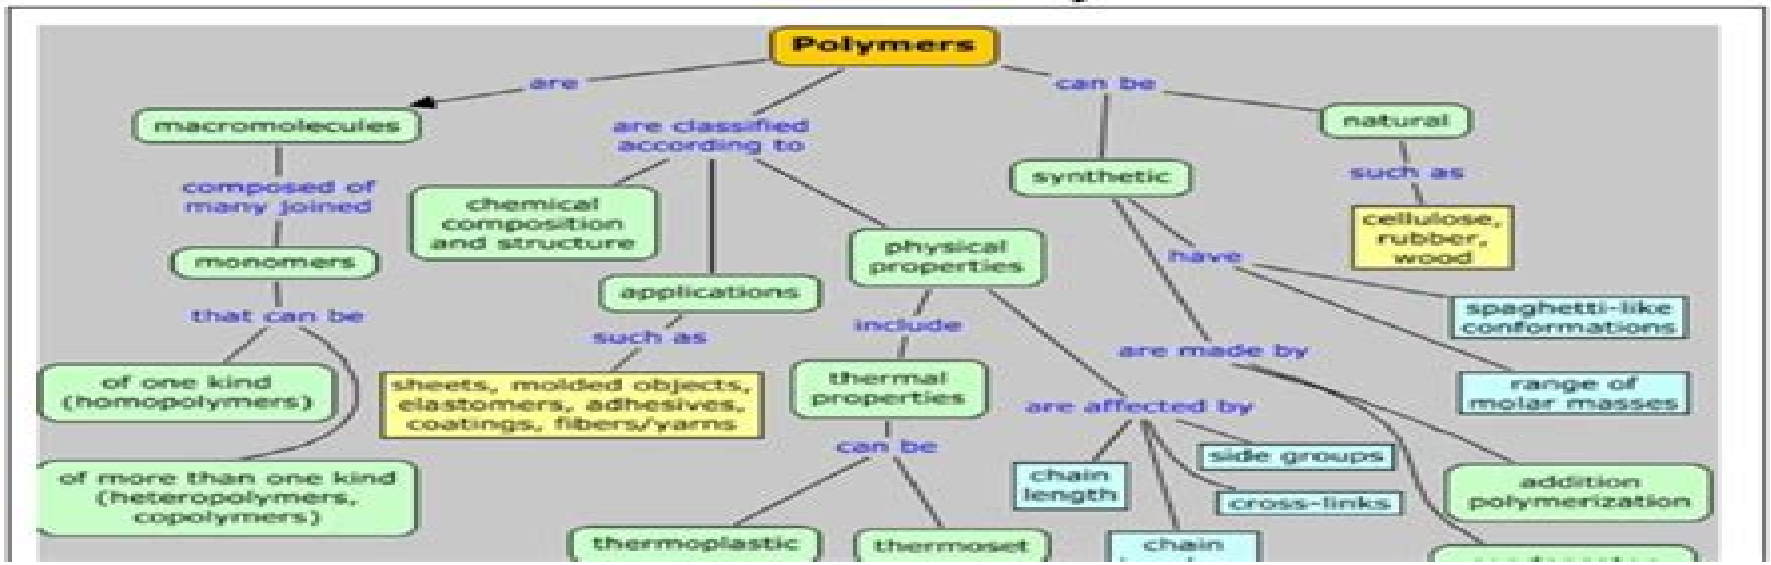 Polymers
are
can be
macromolecules
are classified
according to
natural
composed of
many joined
chemical
composition
and structure
synthetic
such as
cellulose,
rubber,
wood
monomers
physical
properties
have
applications
that can be
include
such as
spaghetti-like
conformations
are made by
of one kind
(homopolymers)
sheets, molded objects,
elastomers, adhesives,
coatings, fibers/yarns
thermal
properties
are affected by
range of
molar masses
can be
side groups
chain
length
cross-links
addition
polymerization
of more than one kind
(heteropolymers,
copolymers)
thermoplastic
thermoset
chain